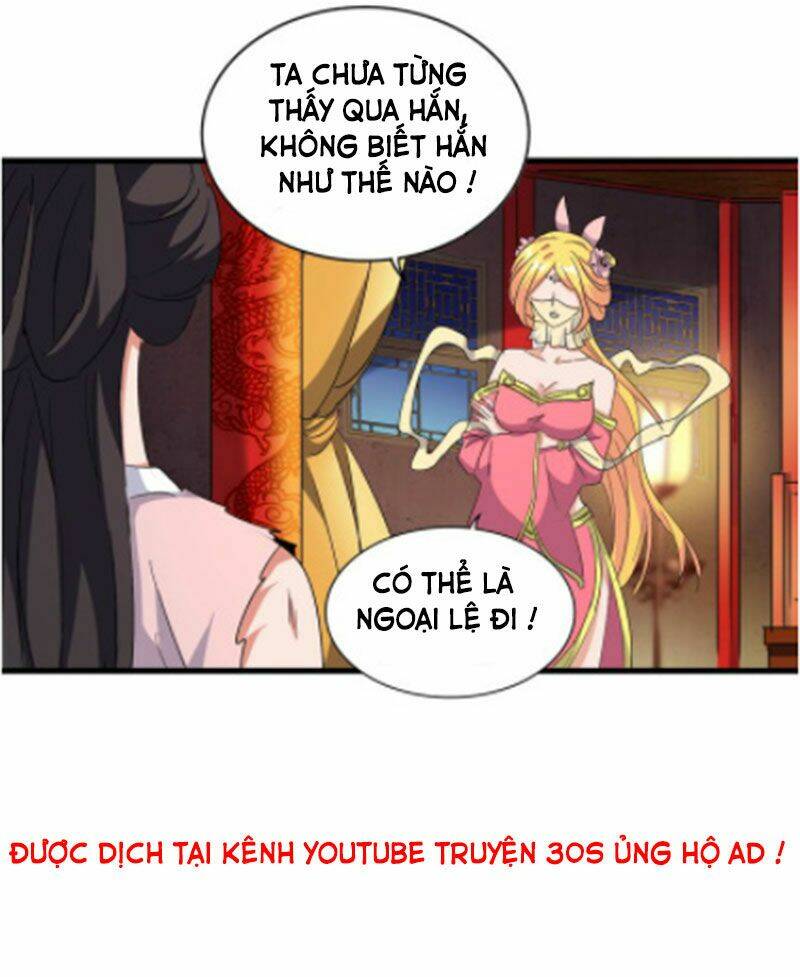 TA CHƯA TỪNG
THẤY QUA HẮN,
KHÔNG BIẾT HẮN
NHƯ THẾ NÀO !
CÓ THỂ LÀ
NGOẠI LỆ ĐI !
ĐƯỢC DỊCH TẠI KÊNH YOUTUBE TRUYỆN 30S ỦNG HỘ AD !